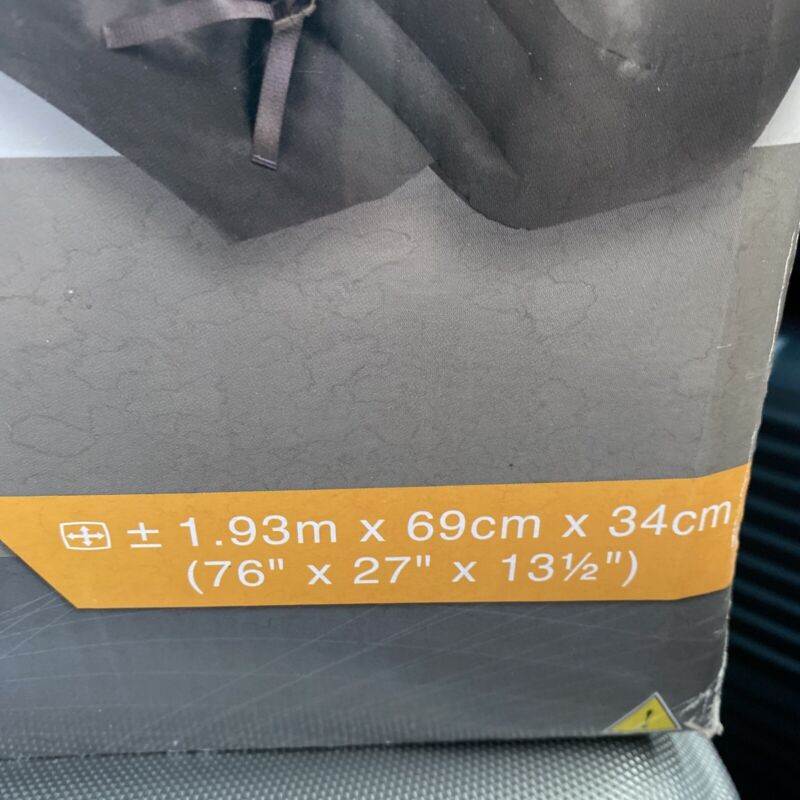 ± 1.93m x 69cm x 34cm
(76" x 27" x 13½")